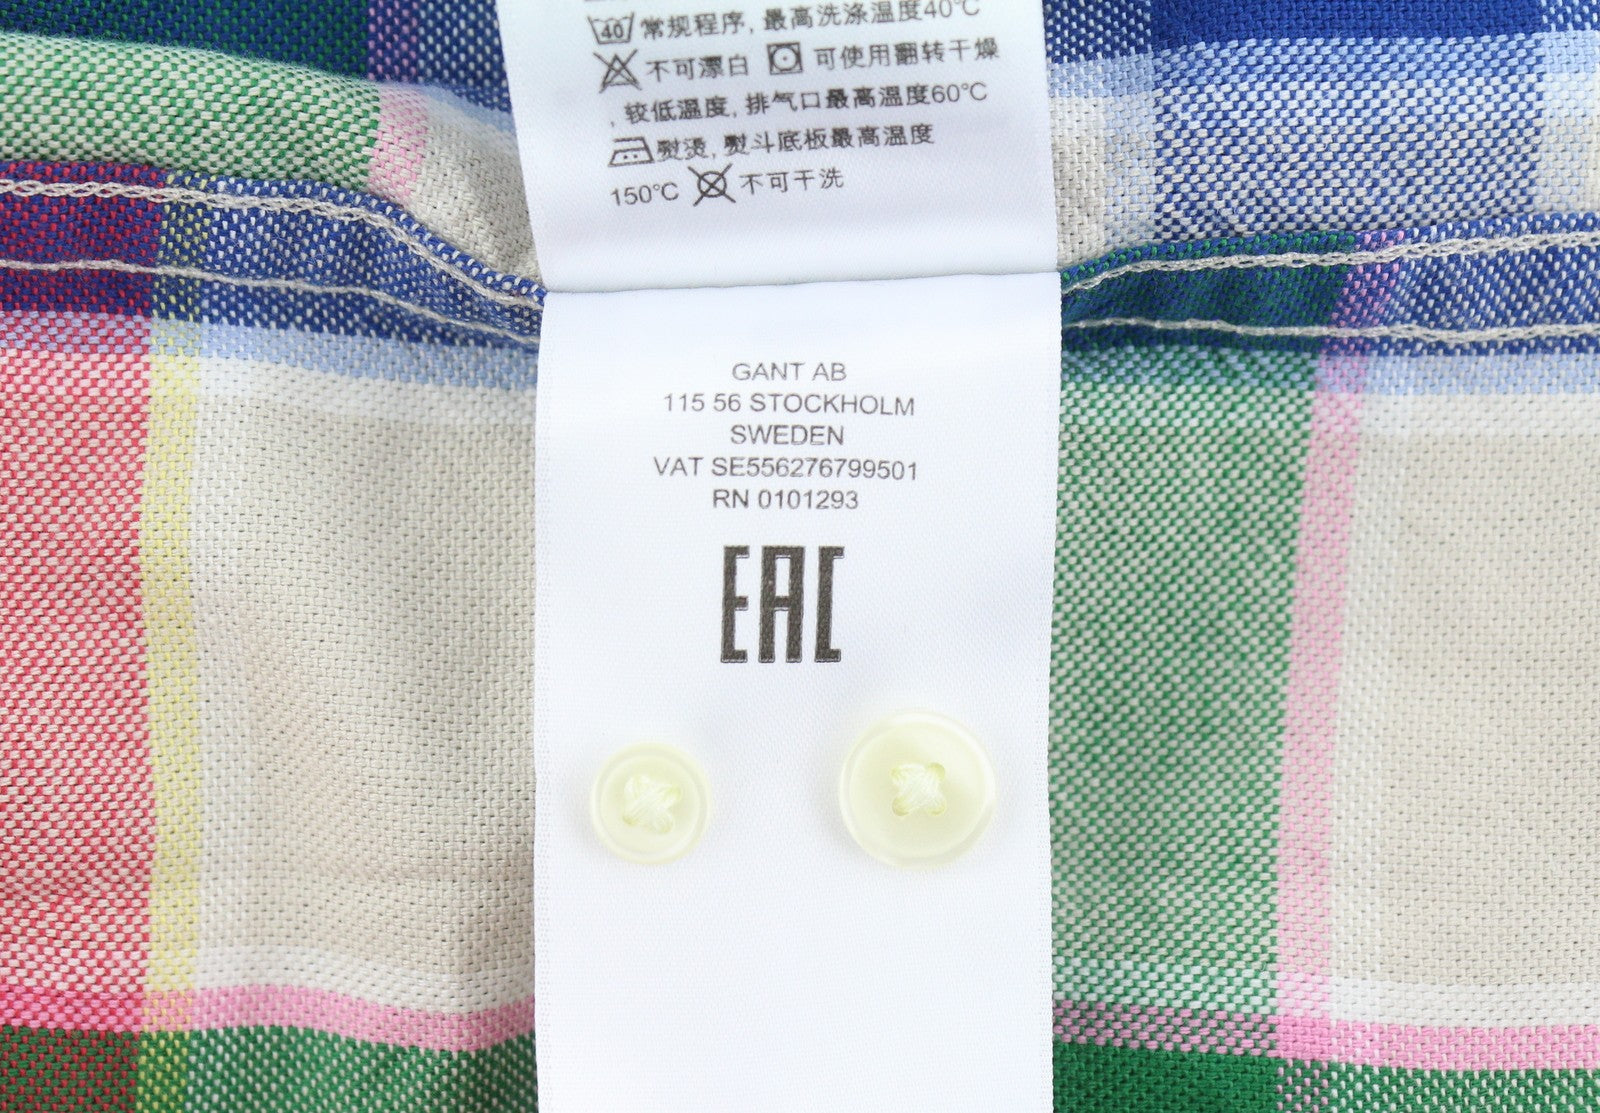 40 常规程序, 最高洗涤温度40℃
不可漂白 可使用翻转干燥
, 较低温度, 排气口最高温度60℃
熨烫, 熨斗底板最高温度
150℃ 不可干洗
GANT AB
115 56 STOCKHOLM
SWEDEN
VAT SE556276799501
RN 0101293
EAC